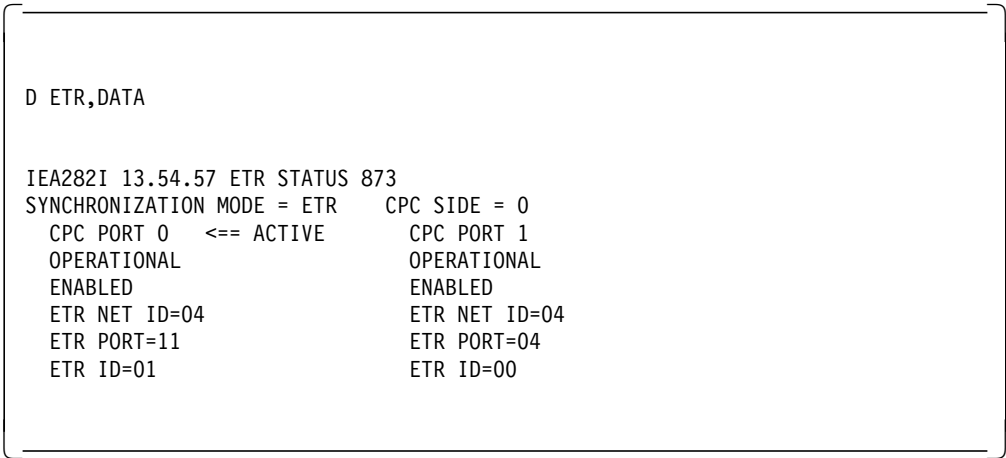 D ETR,DATA
IEA282I 13.54.57 ETR STATUS 873
SYNCHRONIZATION MODE = ETR    CPC SIDE = 0
  CPC PORT 0   <== ACTIVE       CPC PORT 1
  OPERATIONAL                   OPERATIONAL
  ENABLED                       ENABLED
  ETR NET ID=04                 ETR NET ID=04
  ETR PORT=11                   ETR PORT=04
  ETR ID=01                     ETR ID=00